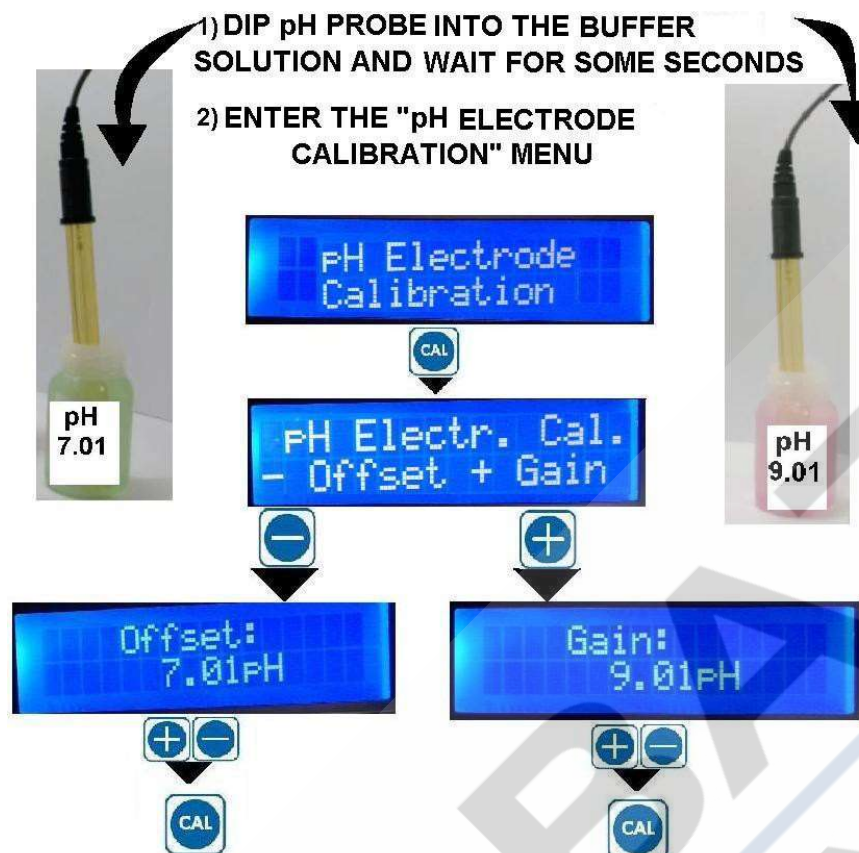 1) DIP pH PROBE INTO THE BUFFER
SOLUTION AND WAIT FOR SOME SECONDS
2) ENTER THE "pH ELECTRODE
CALIBRATION" MENU
pH
7.01
pH
9.01
pH Electrode
Calibration
CAL
pH Electr. Cal.
- Offset + Gain
Offset:
7.01pH
Gain:
9.01pH
CAL
CAL